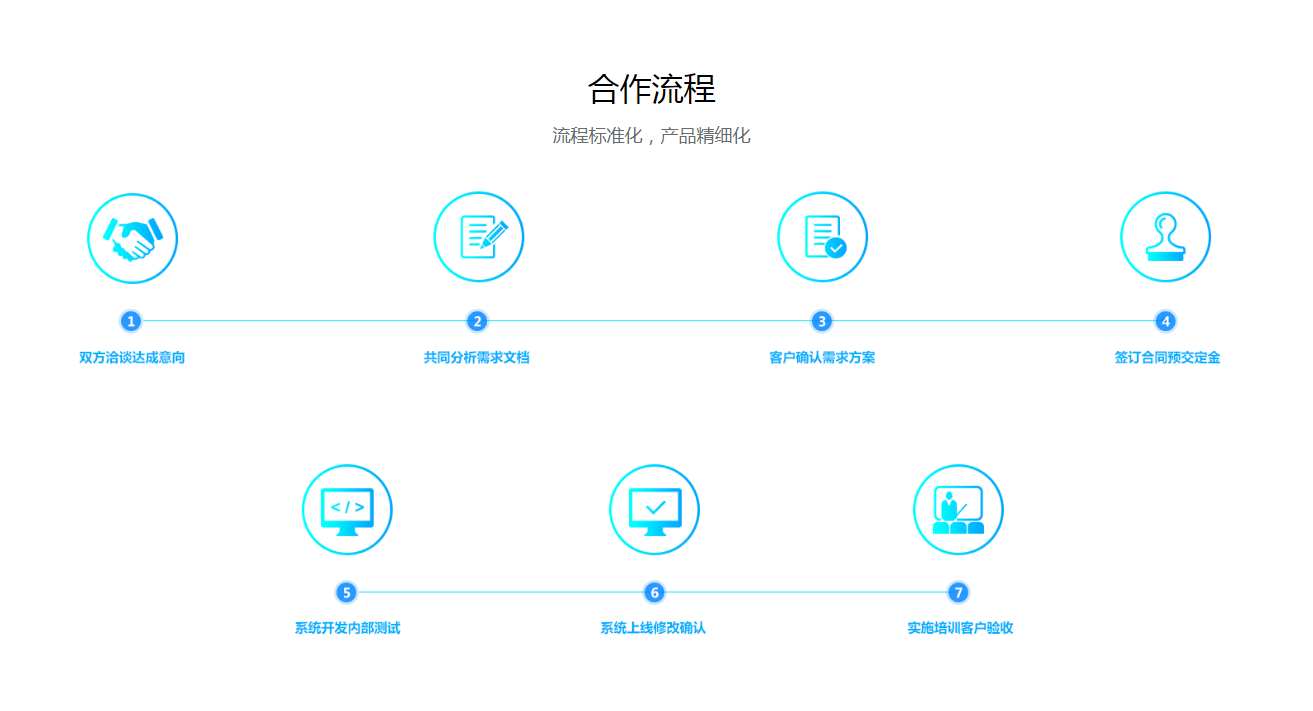 合作流程
流程标准化，产品精细化
1 2 3 4
双方洽谈达成意向 共同分析需求文档 客户确认需求方案 签订合同预交定金
</>
5 6 7
系统开发内部测试 系统上线修改确认 实施培训客户验收